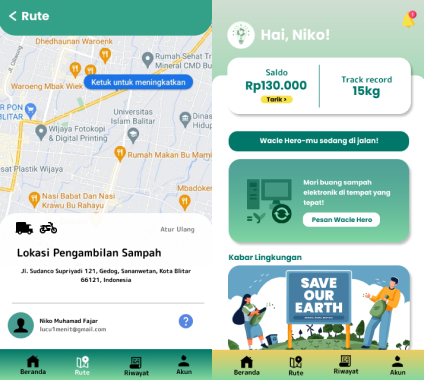 Rute
Dhedhunan Waroenk
Rumah Sehat
Mineral CMD Bu
Jl. Cliwung
Waroeng Mbak Wiek
Ketuk untuk meningkatkan
R PON
BLITAR
Wijaya Fotokopi
& Digital Printing
Universitas
Islam Balitar
Dinas
Hidup
Rumah Makan Bu Mami
sat Plastik Wijaya
Nasi Babat Dan Nasi
Krawu Bu Rahayu
Mbadoker
Atur Ulang
Lokasi Pengambilan Sampah
Jl. Sudanco Supriyadi 121, Gedog, Sananwetan, Kota Blitar
66121, Indonesia
Niko Muhamad Fajar
lucu1menit@gmail.com
?
Beranda
Rute
Riwayat
Akun
Hai, Niko!
Saldo
Rp130.000
Tarik >
Track record
15kg
Wacle Hero-mu sedang di jalan!
Mari buang sampah
elektronik di tempat yang
tepat!
Pesan Wacle Hero
Kabar Lingkungan
SAVE
OUR
EARTH
Beranda
Rute
Riwayat
Akun